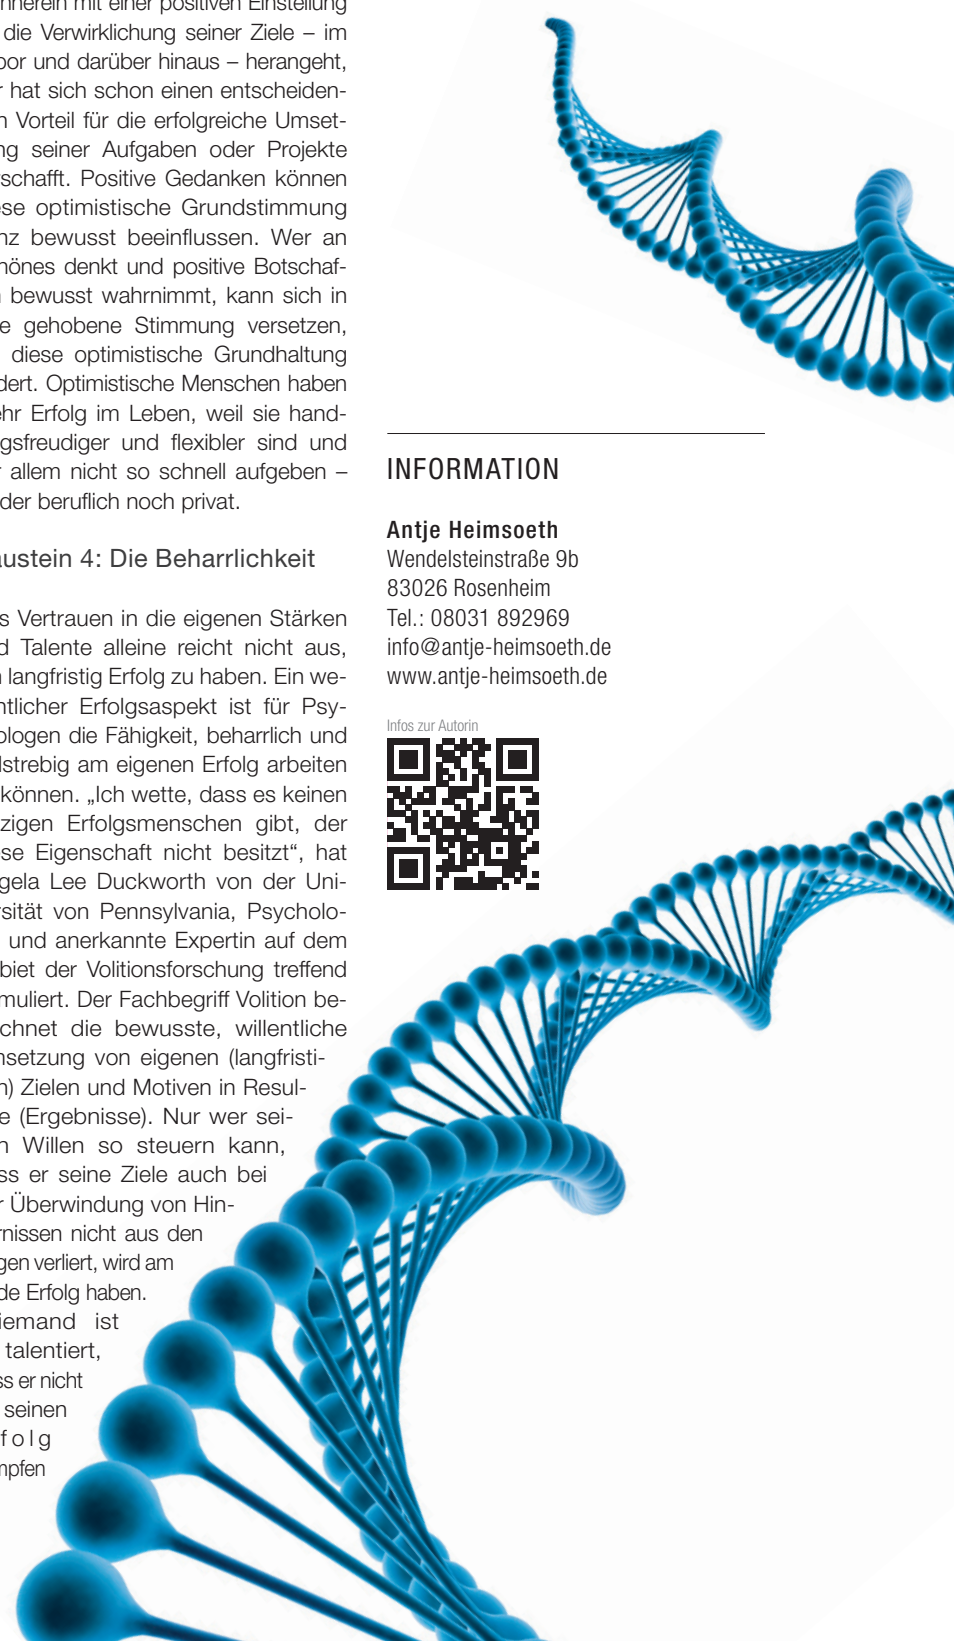 nherein mit einer positiven Einstellung
die Verwirklichung seiner Ziele – im
bor und darüber hinaus – herangeht,
r hat sich schon einen entscheiden-
n Vorteil für die erfolgreiche Umset-
ng seiner Aufgaben oder Projekte
rschafft. Positive Gedanken können
ese optimistische Grundstimmung
nz bewusst beeinflussen. Wer an
hönes denkt und positive Botschaf-
n bewusst wahrnimmt, kann sich in
e gehobene Stimmung versetzen,
diese optimistische Grundhaltung
dert. Optimistische Menschen haben
ehr Erfolg im Leben, weil sie hand-
gsfreudiger und flexibler sind und
r allem nicht so schnell aufgeben –
der beruflich noch privat.
austein 4: Die Beharrlichkeit
s Vertrauen in die eigenen Stärken
d Talente alleine reicht nicht aus,
n langfristig Erfolg zu haben. Ein we-
ntlicher Erfolgsaspekt ist für Psy-
ologen die Fähigkeit, beharrlich und
lstrebig am eigenen Erfolg arbeiten
können. „Ich wette, dass es keinen
zigen Erfolgsmenschen gibt, der
ese Eigenschaft nicht besitzt“, hat
gela Lee Duckworth von der Uni-
rsität von Pennsylvania, Psycholo-
und anerkannte Expertin auf dem
biet der Volitionsforschung treffend
muliert. Der Fachbegriff Volition be-
ichnet die bewusste, willentliche
nsetzung von eigenen (langfristi-
n) Zielen und Motiven in Resul-
e (Ergebnisse). Nur wer sei-
n Willen so steuern kann,
ss er seine Ziele auch bei
r Überwindung von Hin-
rnissen nicht aus den
gen verliert, wird am
de Erfolg haben.
iemand ist
talentiert,
ss er nicht
seinen
folg
mpfen
INFORMATION
Antje Heimsoeth
Wendelsteinstraße 9b
83026 Rosenheim
Tel.: 08031 892969
info@antje-heimsoeth.de
www.antje-heimsoeth.de
Infos zur Autorin